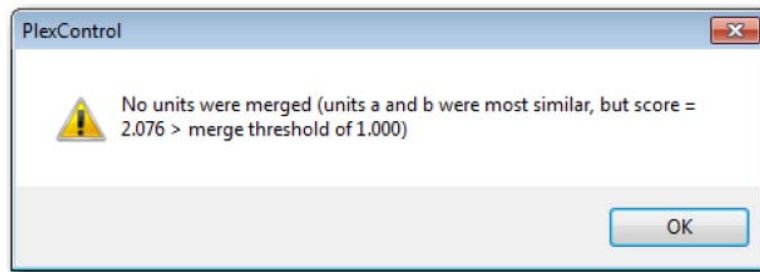 PlexControl
No units were merged (units a and b were most similar, but score =
2.076 > merge threshold of 1.000)
OK